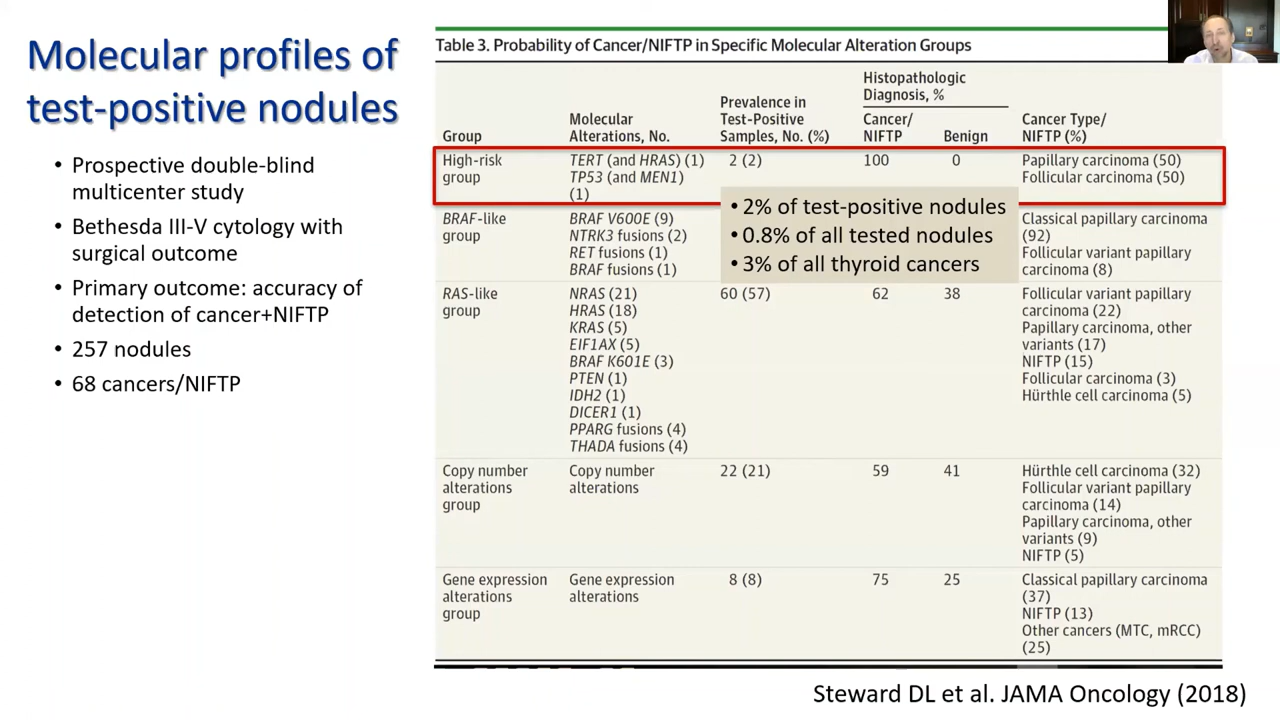 Molecular profiles of
test-positive nodules
• Prospective double-blind
multicenter study
• Bethesda III-V cytology with
surgical outcome
• Primary outcome: accuracy of
detection of cancer+NIFTP
• 257 nodules
• 68 cancers/NIFTP
Table 3. Probability of Cancer/NIFTP in Specific Molecular Alteration Groups
Histopathologic
Diagnosis, %
Group
Molecular
Alterations, No.
Prevalence in
Test-Positive
Samples, No. (%)
Cancer/
NIFTP
Benign
Cancer Type/
NIFTP (%)
High-risk
group
TERT (and HRAS) (1)
TP53 (and MEN1)
(1)
2 (2)
100
0
Papillary carcinoma (50)
Follicular carcinoma (50)
• 2% of test-positive nodules
• 0.8% of all tested nodules
• 3% of all thyroid cancers
BRAF-like
group
BRAF V600E (9)
NTRK3 fusions (2)
RET fusions (1)
BRAF fusions (1)
Classical papillary carcinoma
(92)
Follicular variant papillary
carcinoma (8)
RAS-like
group
NRAS (21)
HRAS (18)
KRAS (5)
EIF1AX (5)
BRAF K601E (3)
PTEN (1)
IDH2 (1)
DICER1 (1)
PPARG fusions (4)
THADA fusions (4)
60 (57)
62
38
Follicular variant papillary
carcinoma (22)
Papillary carcinoma, other
variants (17)
NIFTP (15)
Follicular carcinoma (3)
Hürthle cell carcinoma (5)
Copy number
alterations
group
Copy number
alterations
22 (21)
59
41
Hürthle cell carcinoma (32)
Follicular variant papillary
carcinoma (14)
Papillary carcinoma, other
variants (9)
NIFTP (5)
Gene expression
alterations
group
Gene expression
alterations
8 (8)
75
25
Classical papillary carcinoma
(37)
NIFTP (13)
Other cancers (MTC, mRCC)
(25)
Steward DL et al. JAMA Oncology (2018)